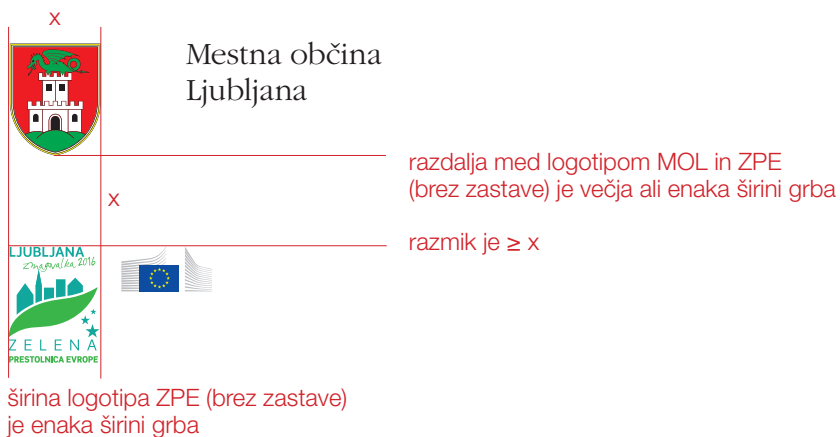 x
Mestna občina
Ljubljana
razdalja med logotipom MOL in ZPE
(brez zastave) je večja ali enaka širini grba
x
razmik je ≥ x
LJUBLJANA
Zmagovalka 2016
ZELENA
PRESTOLNICA EVROPE
širina logotipa ZPE (brez zastave)
je enaka širini grba